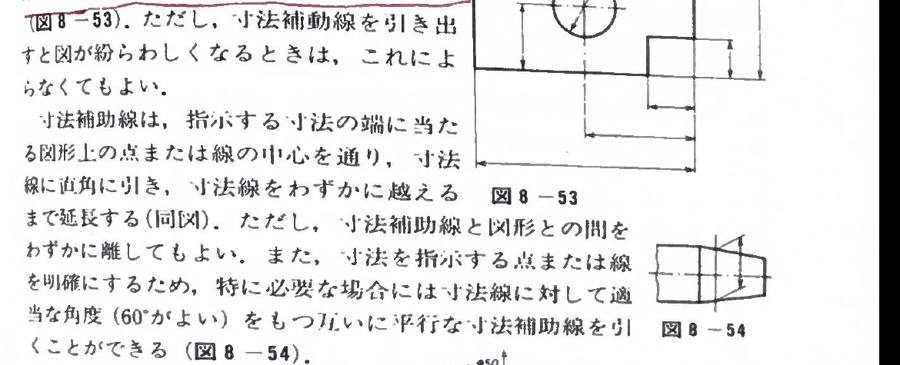 (図8-53). ただし, 寸法補動線を引き出
すと図が紛らわしくなるときは, これによ
らなくてもよい.
寸法補助線は, 指示する寸法の端に当た
る図形上の点または線の中心を通り, 寸法
線に直角に引き, 寸法線をわずかに越える
まで延長する(同図). ただし, 寸法補助線と図形との間を
わずかに離してもよい. また, 寸法を指示する点または線
を明確にするため, 特に必要な場合には寸法線に対して適
当な角度(60°がよい)をもつ互いに平行な寸法補助線を引
くことができる(図8-54).
図8-53
図8-54